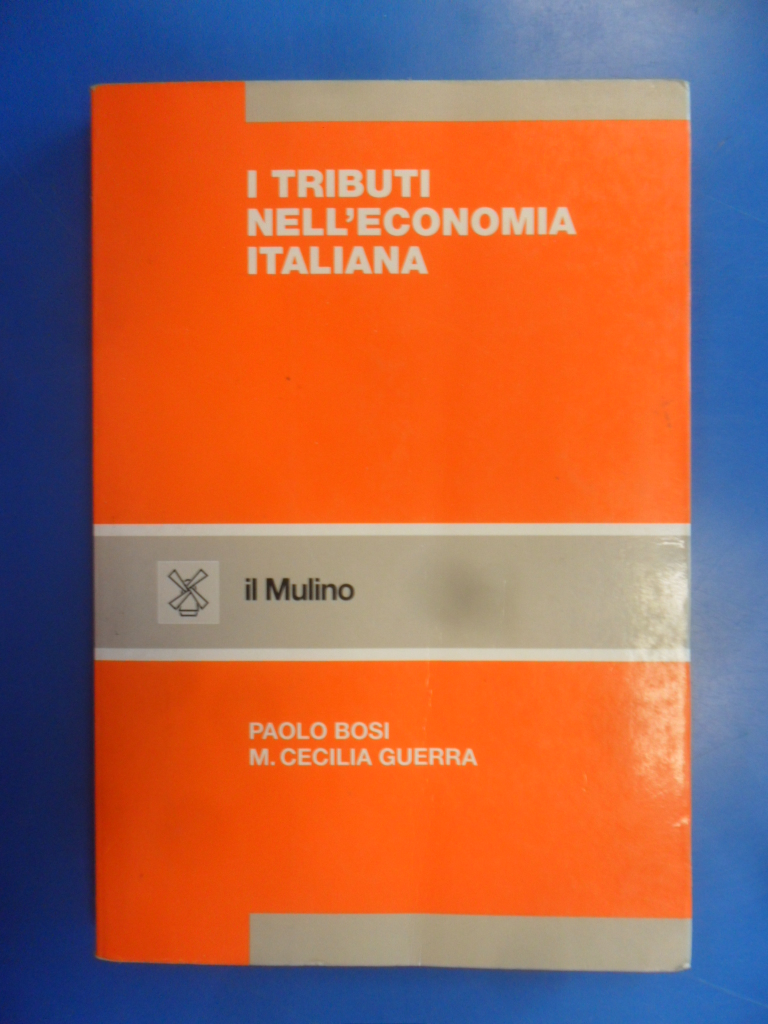 I TRIBUTI
NELL'ECONOMIA
ITALIANA
il Mulino
PAOLO BOSI
M. CECILIA GUERRA